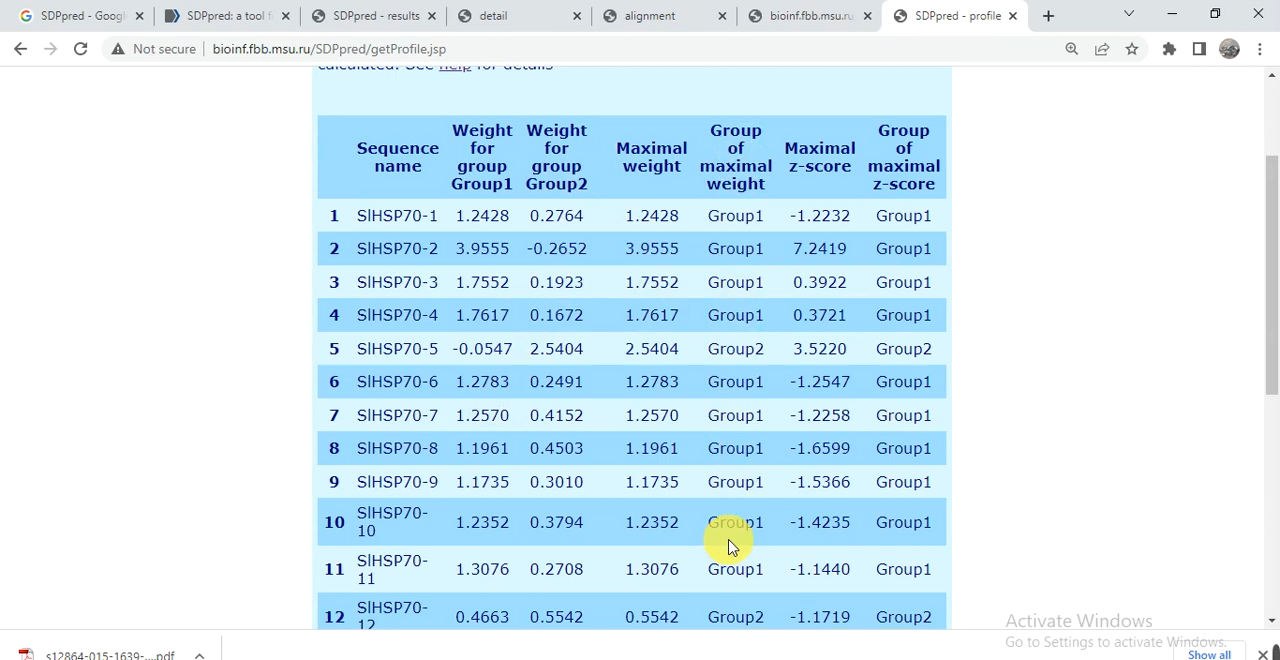 SDPpred - Google
SDPpred: a tool f
SDPpred - results
detail
alignment
bioinf.fbb.msu.ru
SDPpred - profile
Not secure
bioinf.fbb.msu.ru/SDPpred/getProfile.jsp
calculated? See help for details
Sequence name Weight for group Group1 Weight for group Group2 Maximal weight Group of maximal weight Maximal z-score Group of maximal z-score
1 SlHSP70-1 1.2428 0.2764 1.2428 Group1 -1.2232 Group1
2 SlHSP70-2 3.9555 -0.2652 3.9555 Group1 7.2419 Group1
3 SlHSP70-3 1.7552 0.1923 1.7552 Group1 0.3922 Group1
4 SlHSP70-4 1.7617 0.1672 1.7617 Group1 0.3721 Group1
5 SlHSP70-5 -0.0547 2.5404 2.5404 Group2 3.5220 Group2
6 SlHSP70-6 1.2783 0.2491 1.2783 Group1 -1.2547 Group1
7 SlHSP70-7 1.2570 0.4152 1.2570 Group1 -1.2258 Group1
8 SlHSP70-8 1.1961 0.4503 1.1961 Group1 -1.6599 Group1
9 SlHSP70-9 1.1735 0.3010 1.1735 Group1 -1.5366 Group1
10 SlHSP70-10 1.2352 0.3794 1.2352 Group1 -1.4235 Group1
11 SlHSP70-11 1.3076 0.2708 1.3076 Group1 -1.1440 Group1
12 SlHSP70-12 0.4663 0.5542 0.5542 Group2 -1.1719 Group2
Activate Windows
Go to Settings to activate Windows.
s12864-015-1639-....pdf
Show all